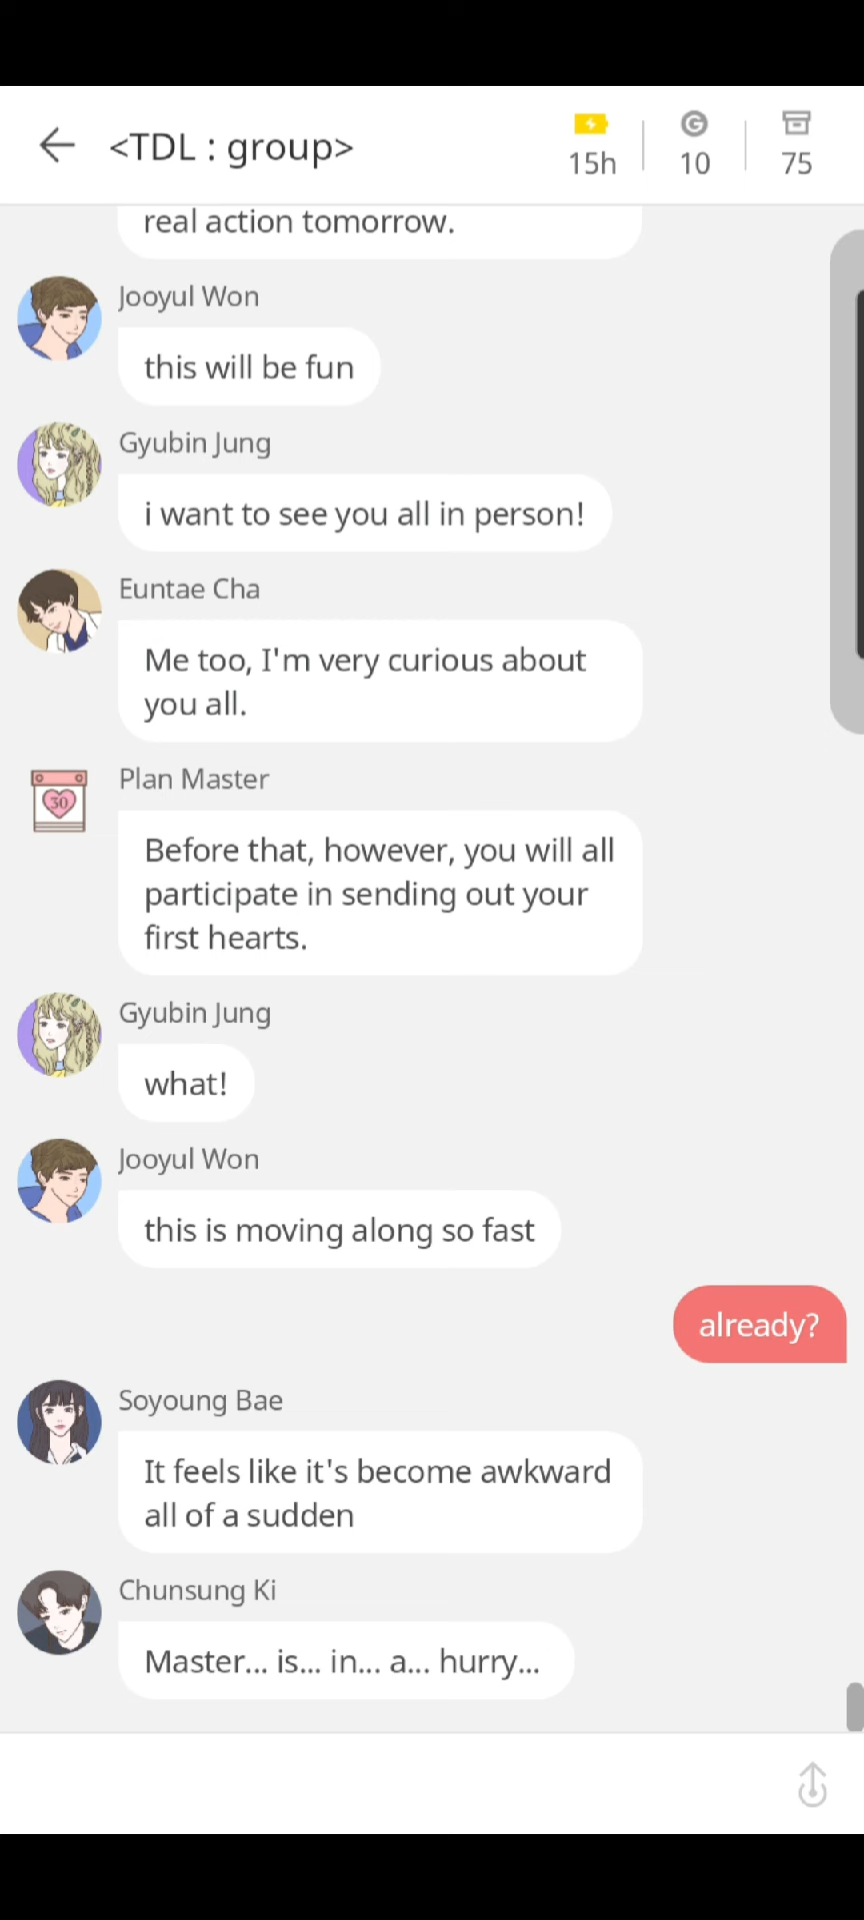 <TDL : group>
15h
10
75
real action tomorrow.
Jooyul Won
this will be fun
Gyubin Jung
i want to see you all in person!
Euntae Cha
Me too, I'm very curious about
you all.
Plan Master
30
Before that, however, you will all
participate in sending out your
first hearts.
Gyubin Jung
what!
Jooyul Won
this is moving along so fast
already?
Soyoung Bae
It feels like it's become awkward
all of a sudden
Chunsung Ki
Master... is... in... a... hurry...